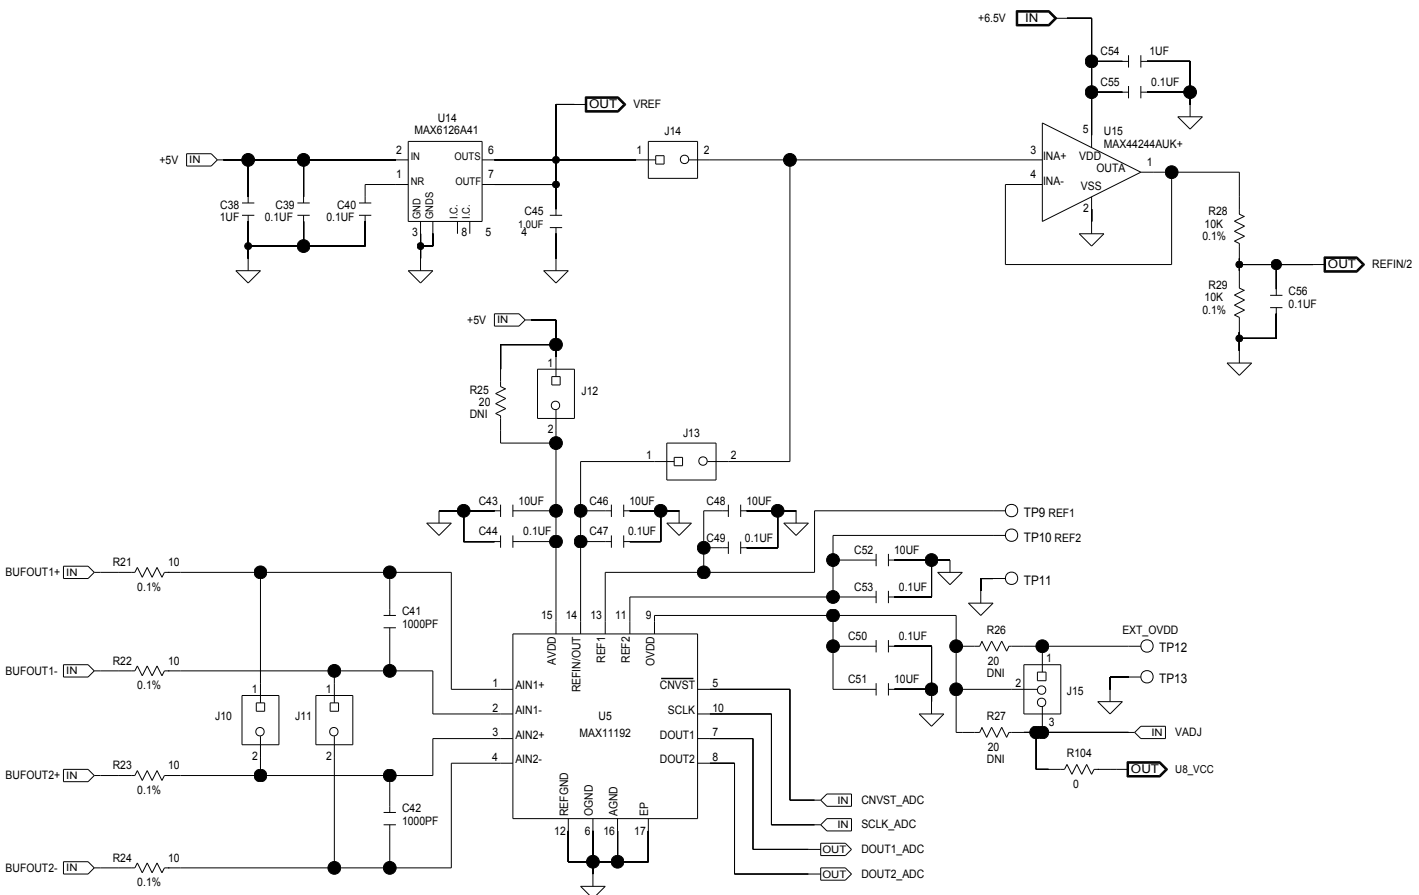 +6.5V IN
C54 1UF
C55 0.1UF
OUT VREF
U14
MAX6126A41
J14
1 2
5 U15
VDD MAX44244AUK+
+5V IN
2 IN OUTS 6
1 NR OUTF 7
GND
GNDS
I.C.
I.C.
3 8 5 4
C38
1UF
C39
0.1UF
C40
0.1UF
C45
1.0UF
3 INA+
4 INA-
OUTA 1
VSS
2
R28
10K
0.1%
OUT REFIN/2
R29
10K
0.1%
C56
0.1UF
+5V IN
1
R25
20
DNI
J12
2
J13
1 2
C43 10UF
C44 0.1UF
C46 10UF
C47 0.1UF
C48 10UF
C49 0.1UF
TP9 REF1
TP10 REF2
C52 10UF
C53 0.1UF
TP11
BUFOUT1+ IN
R21 10
0.1%
C41
1000PF
BUFOUT1- IN
R22 10
0.1%
15 14 13 11 9
AVDD
REFIN/OUT
REF1
REF2
OVDD
C50 0.1UF
C51 10UF
R26
20
DNI
EXT_OVDD
TP12
1
2 J15
3
TP13
R27
20
DNI
IN VADJ
R104
0
OUT U8_VCC
1
J10
2
1
J11
2
1 AIN1+
2 AIN1-
3 AIN2+
4 AIN2-
U5
MAX11192
CNVST 5
SCLK 10
DOUT1 7
DOUT2 8
BUFOUT2+ IN
R23 10
0.1%
C42
1000PF
BUFOUT2- IN
R24 10
0.1%
REFGND
OGND
AGND
EP
12 6 16 17
IN CNVST_ADC
IN SCLK_ADC
OUT DOUT1_ADC
OUT DOUT2_ADC